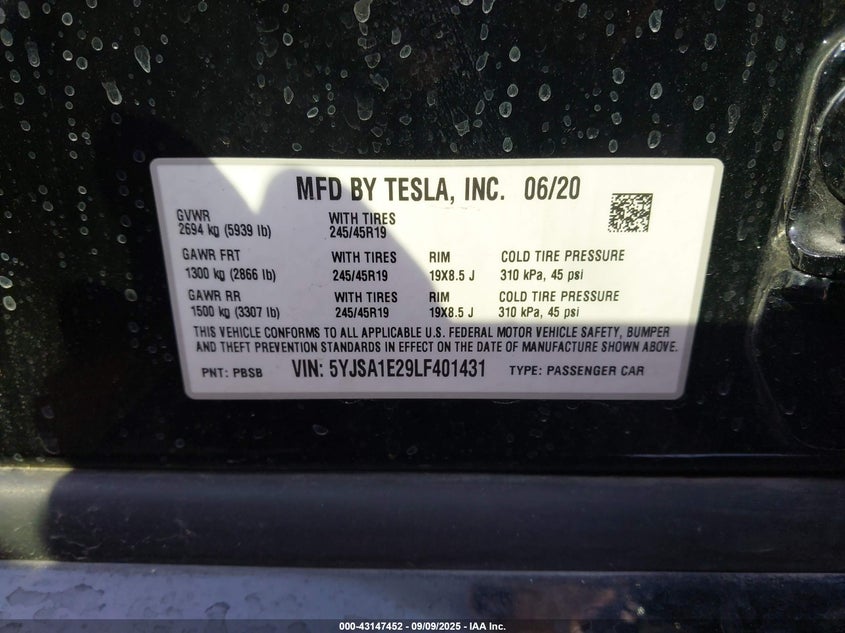 MFD BY TESLA, INC. 06/20
GVWR
2694 kg (5939 lb)
WITH TIRES
245/45R19
GAWR FRT WITH TIRES RIM COLD TIRE PRESSURE
1300 kg (2866 lb) 245/45R19 19X8.5 J 310 kPa, 45 psi
GAWR RR WITH TIRES RIM COLD TIRE PRESSURE
1500 kg (3307 lb) 245/45R19 19X8.5 J 310 kPa, 45 psi
THIS VEHICLE CONFORMS TO ALL APPLICABLE U.S. FEDERAL MOTOR VEHICLE SAFETY, BUMPER
AND THEFT PREVENTION STANDARDS IN EFFECT ON THE DATE OF MANUFACTURE SHOWN ABOVE.
PNT: PBSB VIN: 5YJSA1E29LF401431 TYPE: PASSENGER CAR
000-43147452 - 09/09/2025 - IAA Inc.